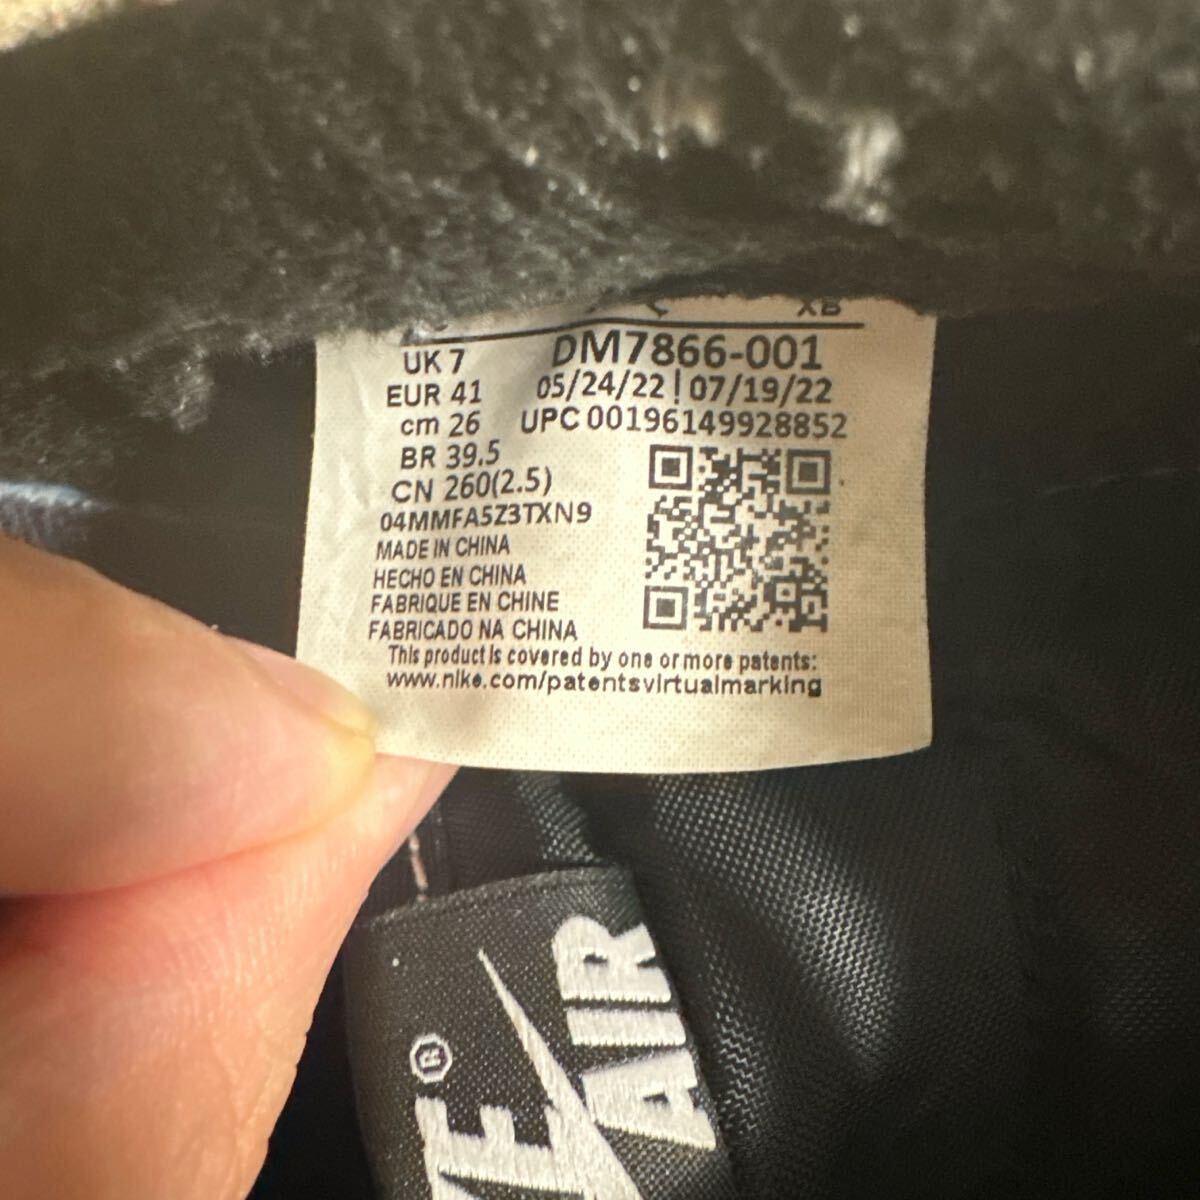 XB
UK 7 DM7866-001
EUR 41 05/24/22 | 07/19/22
cm 26 UPC 00196149928852
BR 39.5
CN 260(2.5)
04MMFA5Z3TXN9
MADE IN CHINA
HECHO EN CHINA
FABRIQUE EN CHINE
FABRICADO NA CHINA
This product is covered by one or more patents:
www.nike.com/patentsvirtualmarking
AIR
®